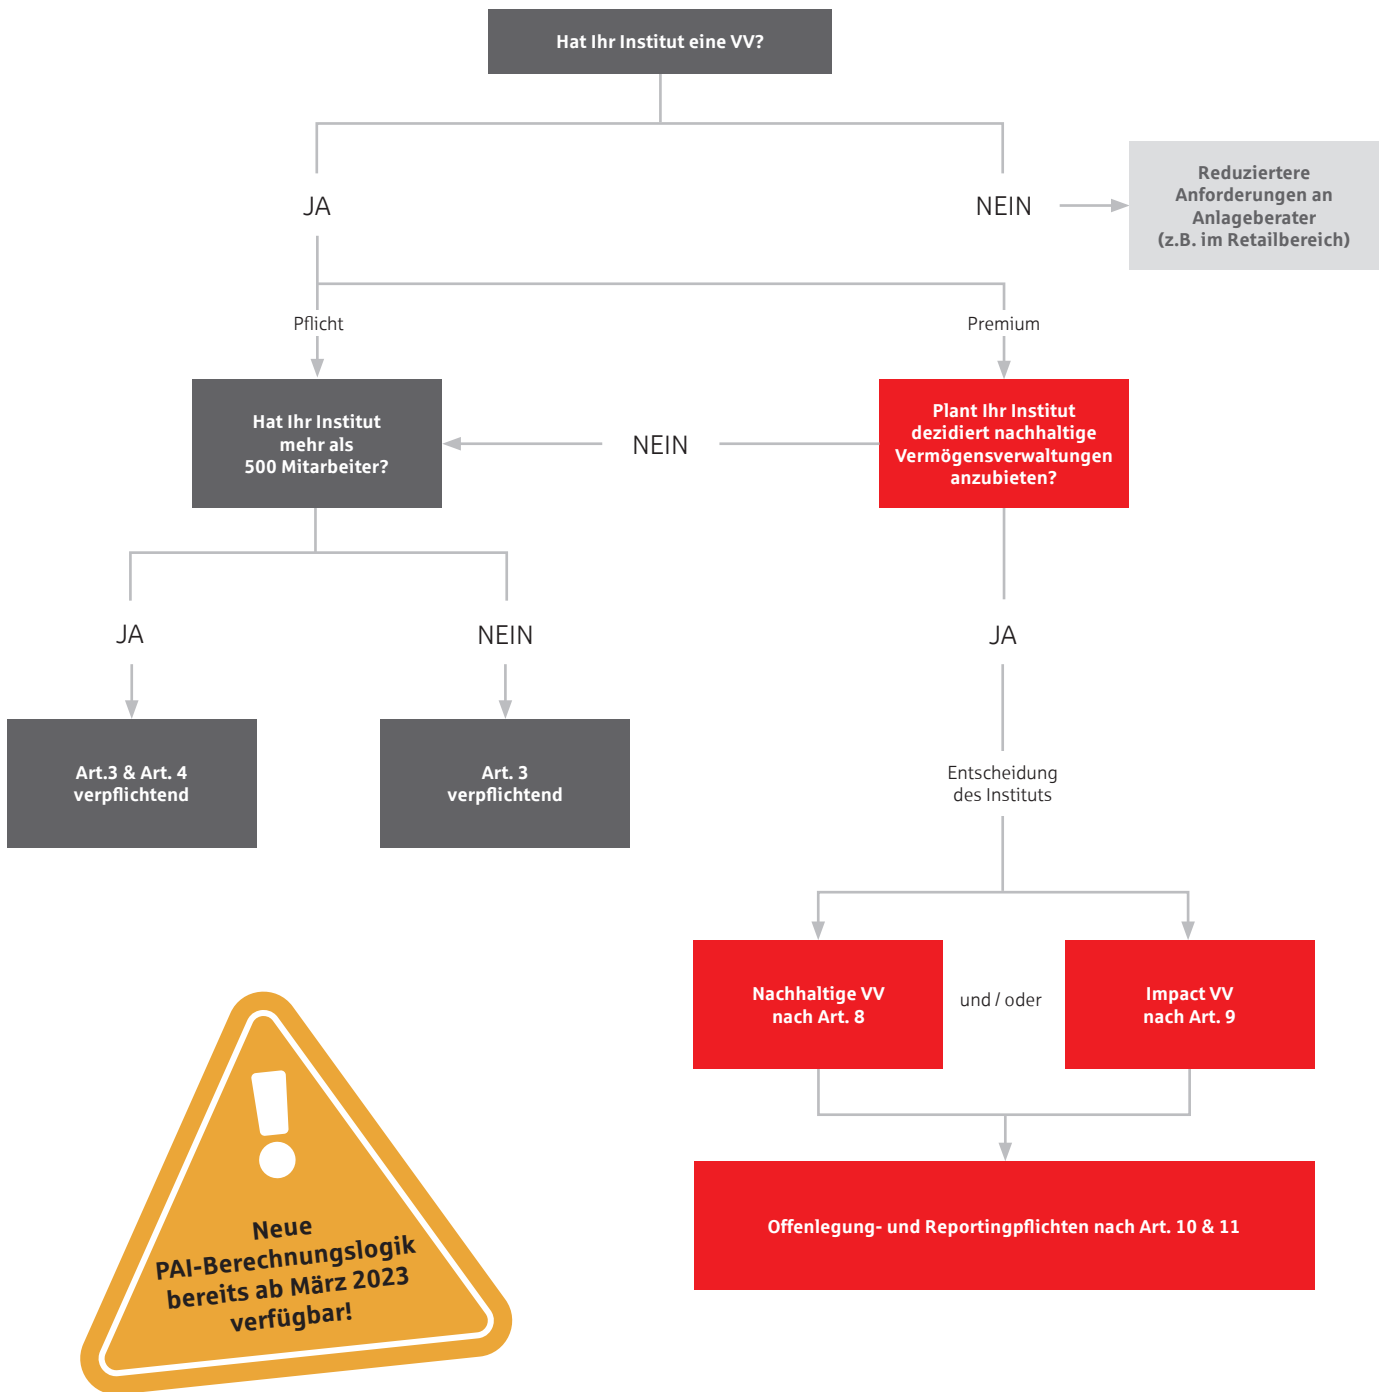 Hat Ihr Institut eine VV?
JA
NEIN
Reduziertere
Anforderungen an
Anlageberater
(z.B. im Retailbereich)
Pflicht
Premium
Hat Ihr Institut
mehr als
500 Mitarbeiter?
NEIN
Plant Ihr Institut
dezidiert nachhaltige
Vermögensverwaltungen
anzubieten?
JA
NEIN
JA
Art.3 & Art. 4
verpflichtend
Art. 3
verpflichtend
Entscheidung
des Instituts
Nachhaltige VV
nach Art. 8
und / oder
Impact VV
nach Art. 9
Offenlegung- und Reportingpflichten nach Art. 10 & 11
!
Neue
PAI-Berechnungslogik
bereits ab März 2023
verfügbar!